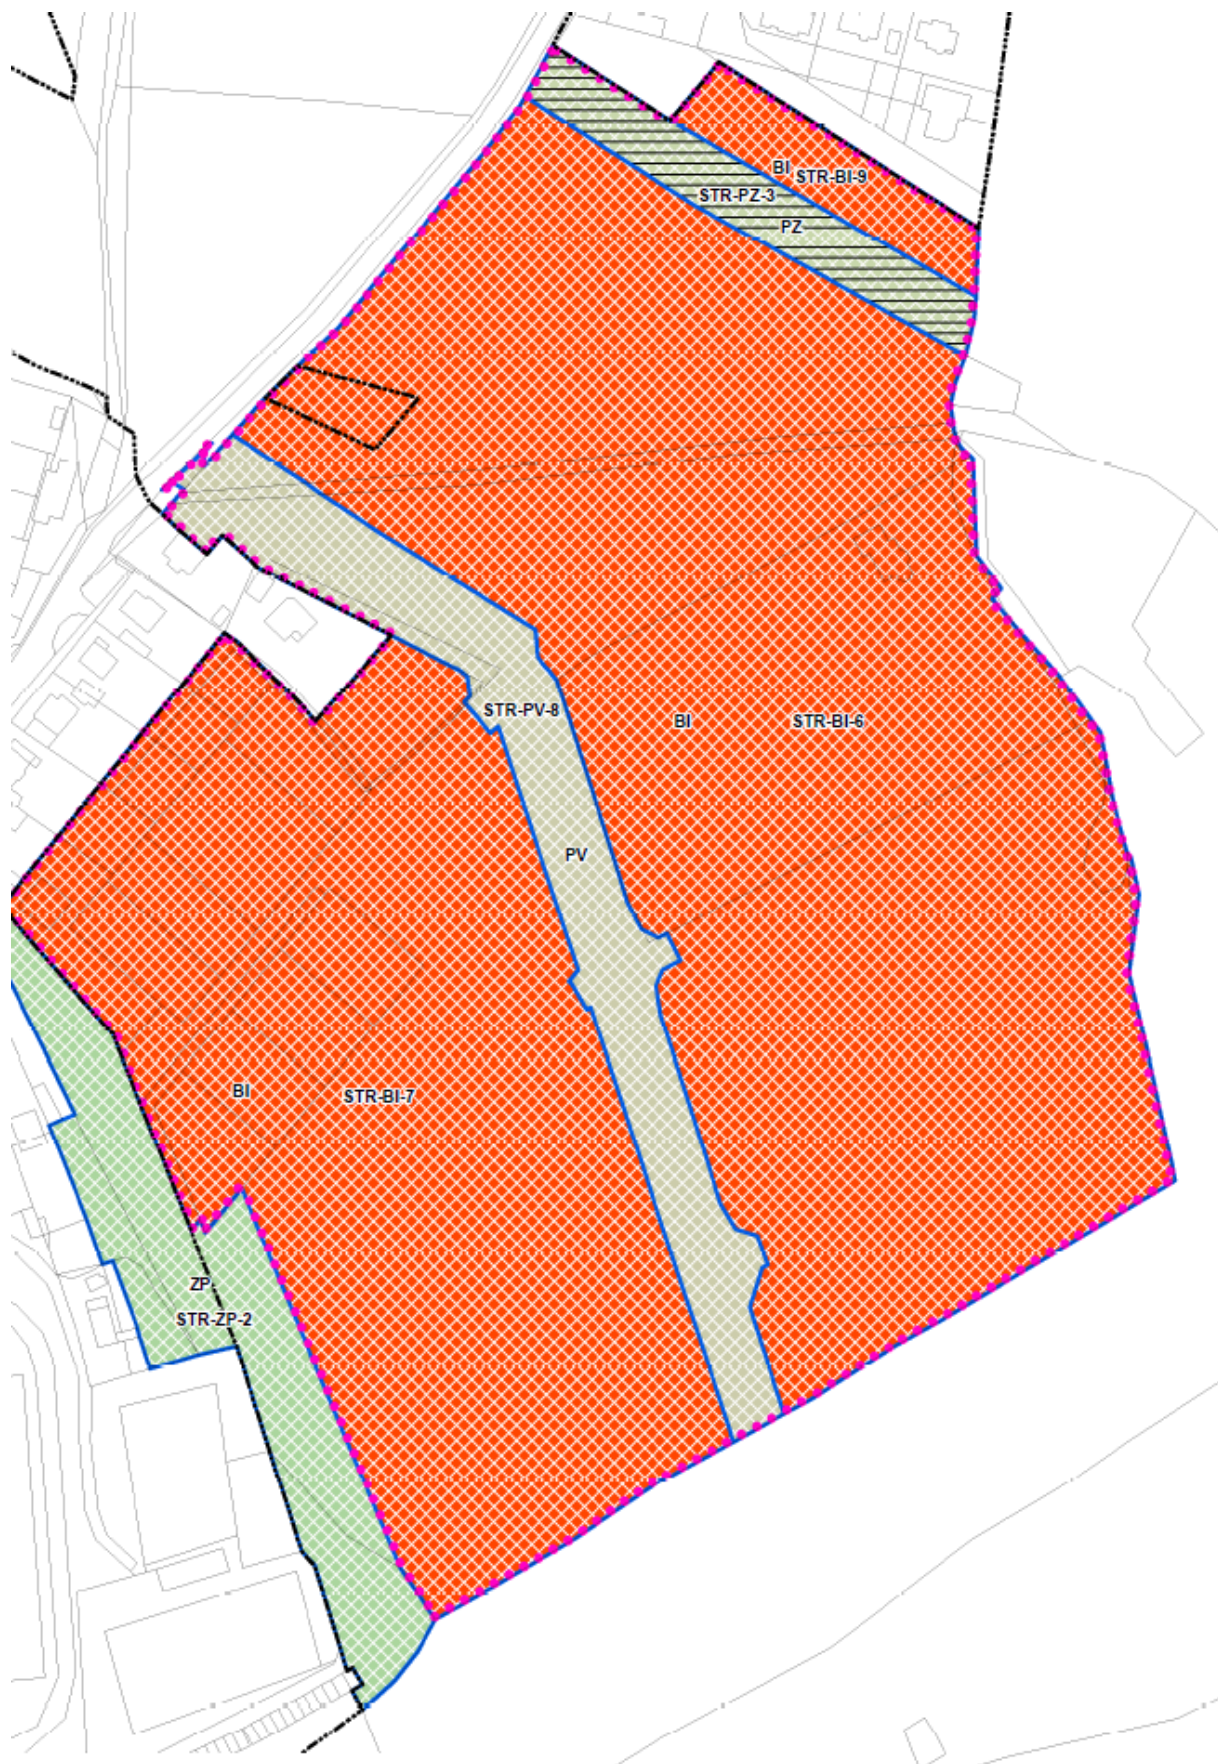 BI
STR-BI-9
STR-PZ-3
PZ
STR-PV-8
BI
STR-BI-6
PV
BI
STR-BI-7
ZP
STR-ZP-2